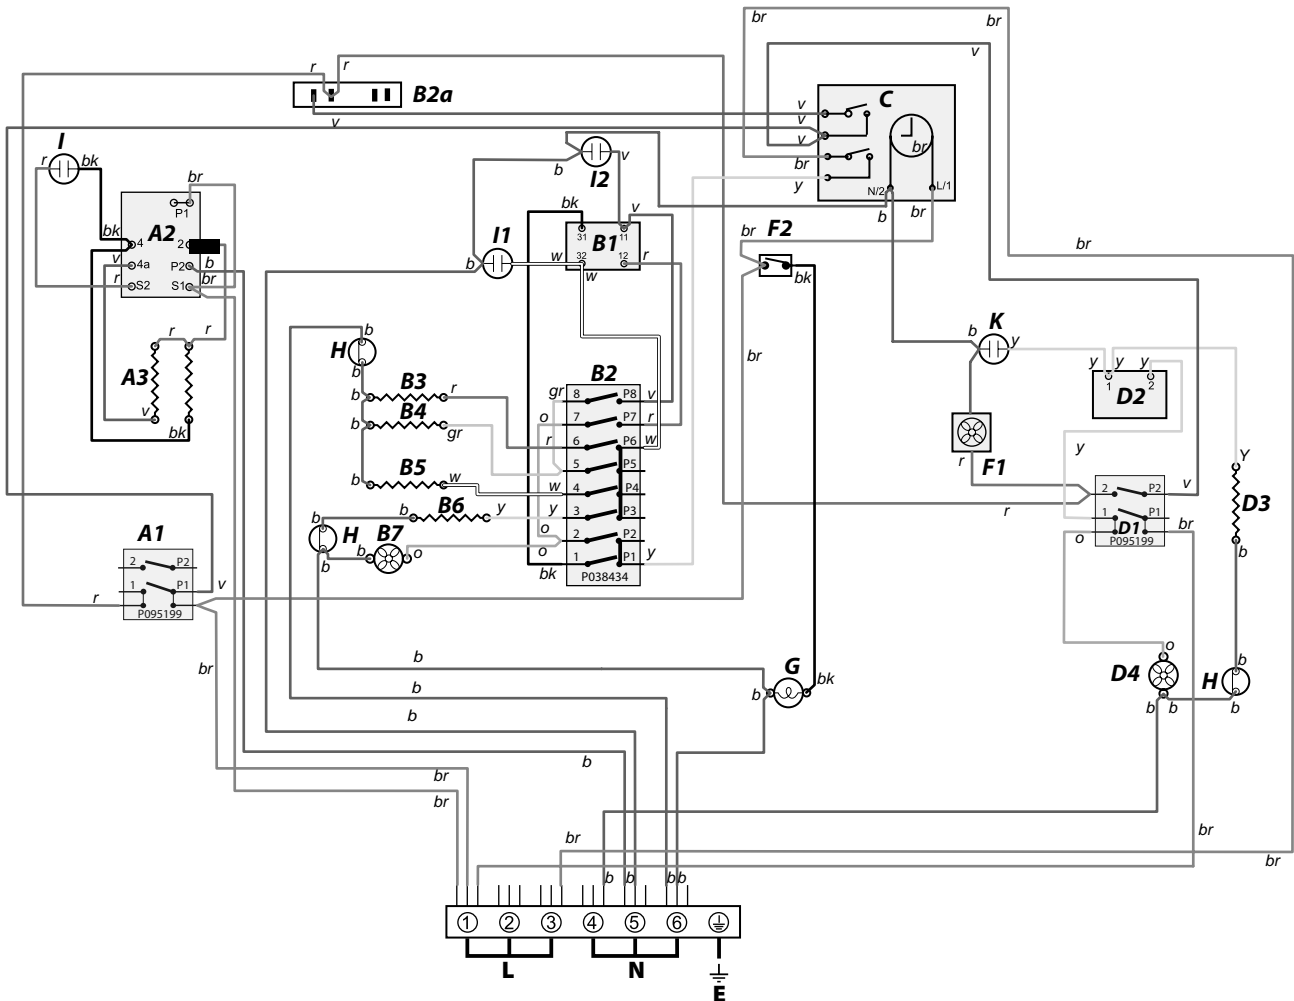 br
br
v
r
r
B2a
C
v
v
v
v
br
br
y
I
r
bk
b
v
I2
N/2
L/1
b
br
br
P1
bk
A2
4
2
v
4a
P2
b
r
S2
S1
br
bk
v
31
11
B1
32
12
r
I1
b
w
w
br
F2
bk
br
br
K
b
y
y
y
y
1
2
D2
r
r
A3
v
bk
H
b
b
B3
r
b
B4
b
gr
B5
b
w
B6
b
y
b
H
b
B7
b
o
B2
gr
8
P8
v
o
7
P7
r
r
6
P6
w
5
P5
w
4
P4
y
3
P3
o
2
P2
o
1
P1
y
bk
P038434
F1
r
y
Y
D3
b
r
2
P2
v
1
P1
D1
br
o
P095199
A1
2
P2
1
P1
v
r
P095199
br
b
b
b
b
G
b
bk
o
D4
b
b
H
b
b
br
br
br
br
br
b
b
b
b
1
2
3
4
5
6
L
N
E